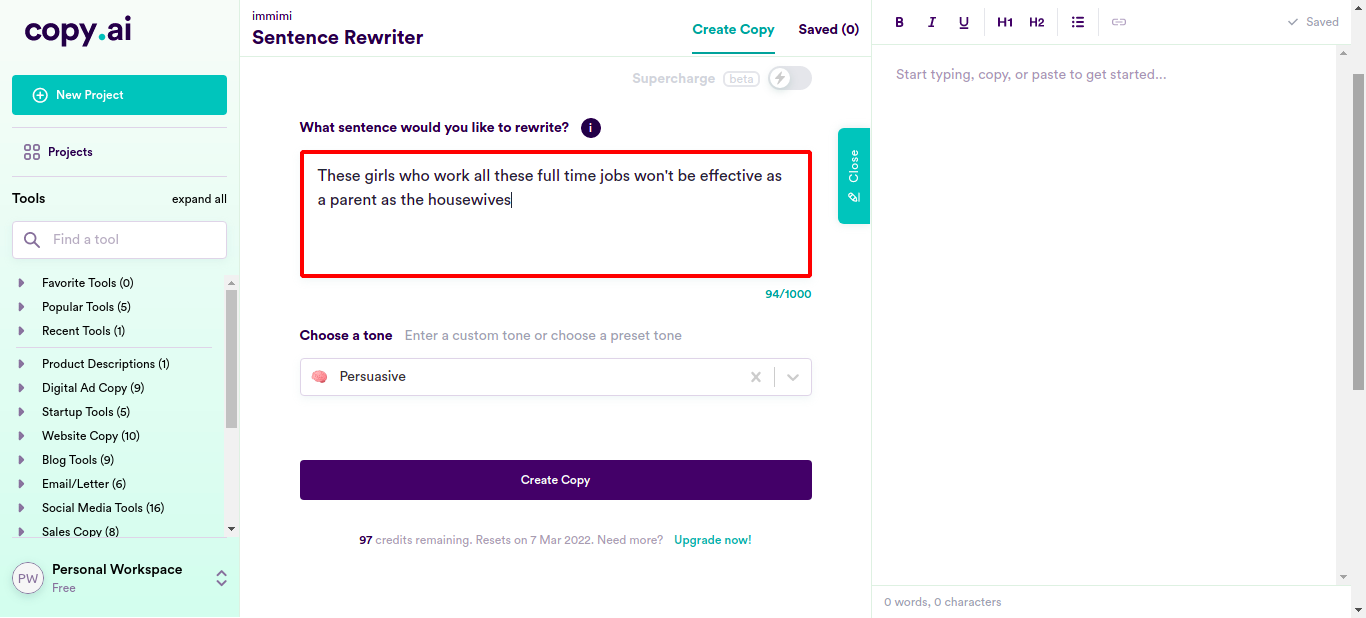 copy.ai
New Project
Projects
Tools
expand all
Find a tool
Favorite Tools (0)
Popular Tools (5)
Recent Tools (1)
Product Descriptions (1)
Digital Ad Copy (9)
Startup Tools (5)
Website Copy (10)
Blog Tools (9)
Email/Letter (6)
Social Media Tools (16)
Sales Copy (8)
PW
Personal Workspace
Free
immimi
Sentence Rewriter
Create Copy
Saved (0)
Supercharge beta
What sentence would you like to rewrite? i
These girls who work all these full time jobs won't be effective as
a parent as the housewives
94/1000
Choose a tone Enter a custom tone or choose a preset tone
Persuasive
Create Copy
97 credits remaining. Resets on 7 Mar 2022. Need more? Upgrade now!
Close
B I U H1 H2
Saved
Start typing, copy, or paste to get started...
0 words, 0 characters